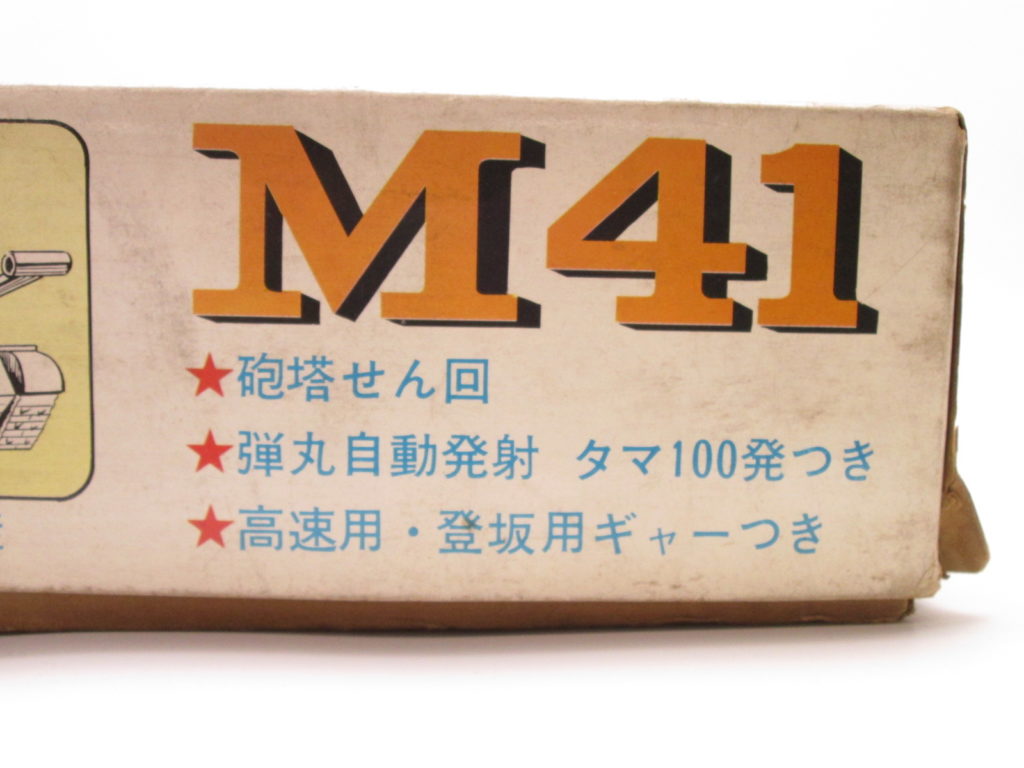 M41
★砲塔せん回
★弾丸自動発射 タマ100発つき
★高速用・登坂用ギャーつき